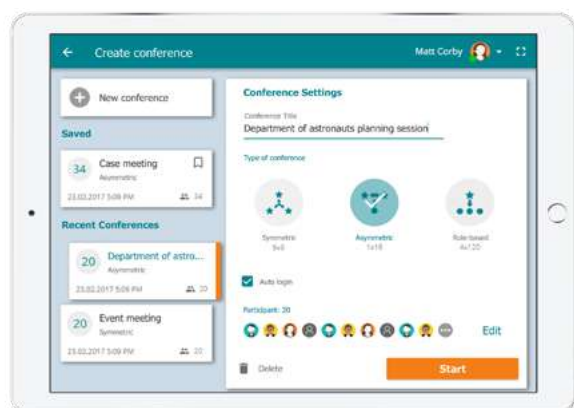 Create conference
Matt Corby
New conference
Saved
34
Case meeting
Asymmetric
23.02.2017 5:09 PM
34
Recent Conferences
20
Department of astro...
Asymmetric
23.02.2017 5:09 PM
20
20
Event meeting
Symmetric
23.02.2017 5:09 PM
20
Conference Settings
Conference Title
Department of astronauts planning session
Type of conference
Symmetric
Asymmetric
Role-based
Auto login
Participant: 20
Edit
Delete
Start